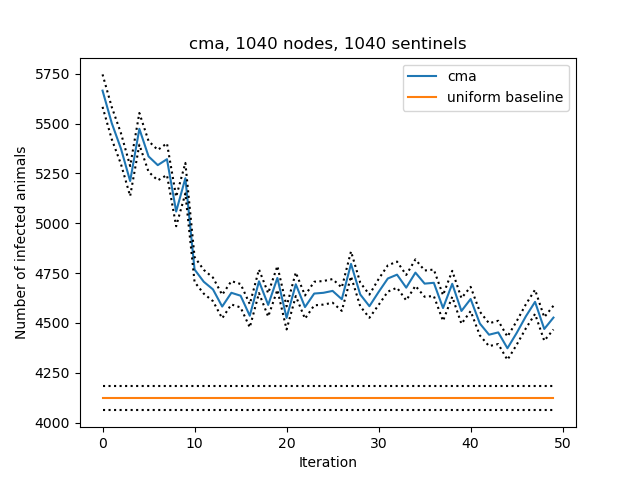 cma, 1040 nodes, 1040 sentinels
cma
uniform baseline
Number of infected animals
5750
5500
5250
5000
4750
4500
4250
4000
0 10 20 30 40 50
Iteration